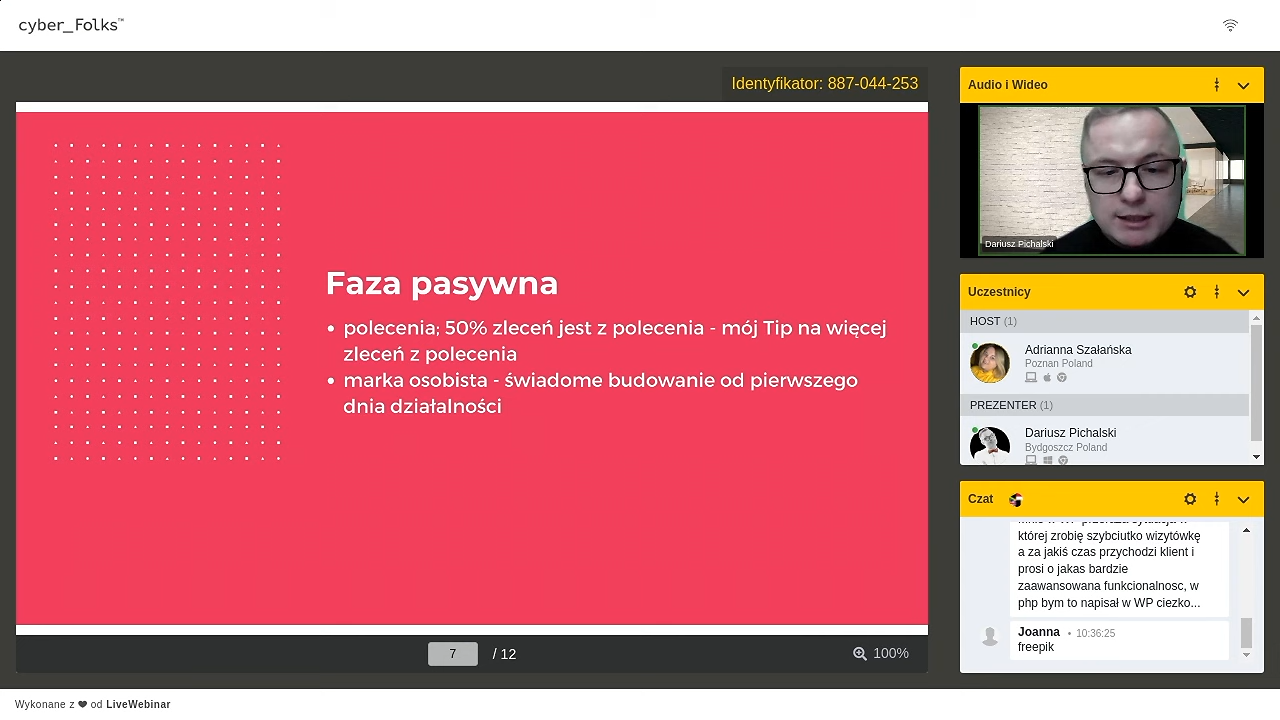 cyber_Folks™
Identyfikator: 887-044-253
Faza pasywna
• polecenia; 50% zleceń jest z polecenia - mój Tip na więcej
zleceń z polecenia
• marka osobista - świadome budowanie od pierwszego
dnia działalności
7 / 12
100%
Audio i Wideo
Dariusz Pichalski
Uczestnicy
HOST (1)
Adrianna Szałańska
Poznan Poland
PREZENTER (1)
Dariusz Pichalski
Bydgoszcz Poland
Czat
której zrobię szybciutko wizytówkę
a za jakiś czas przychodzi klient i
prosi o jakas bardzie
zaawansowana funkcjonalnosc, w
php bym to napisał w WP ciezko...
Joanna • 10:36:25
freepik
Wykonane z ❤ od LiveWebinar